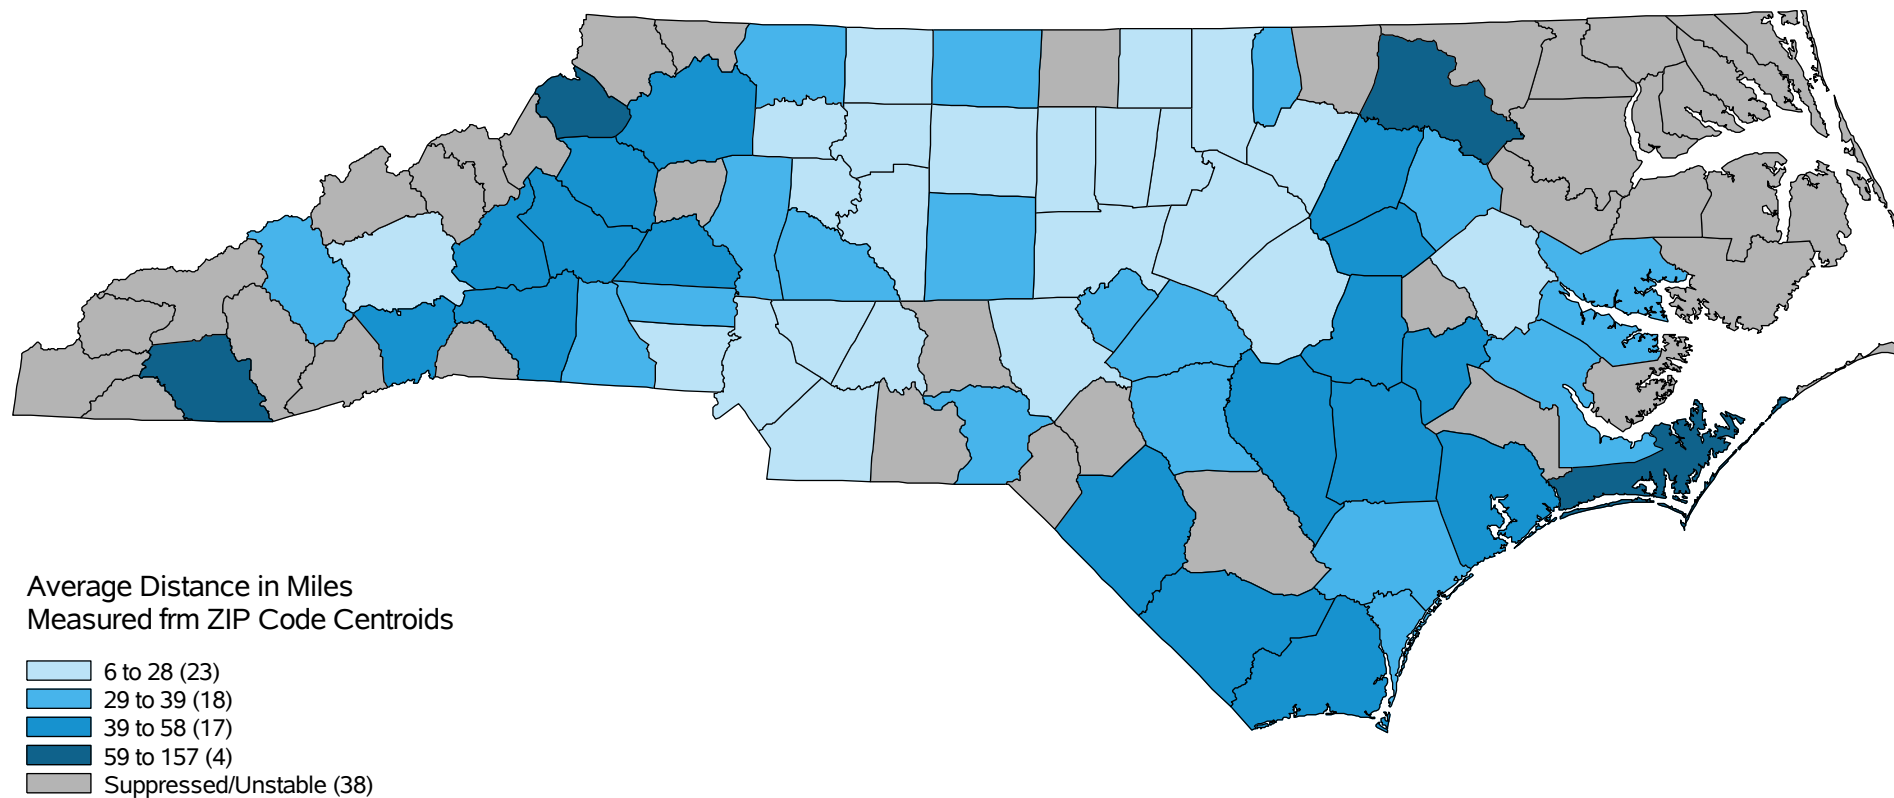 Average Distance in Miles
Measured frm ZIP Code Centroids
6 to 28 (23)
29 to 39 (18)
39 to 58 (17)
59 to 157 (4)
Suppressed/Unstable (38)